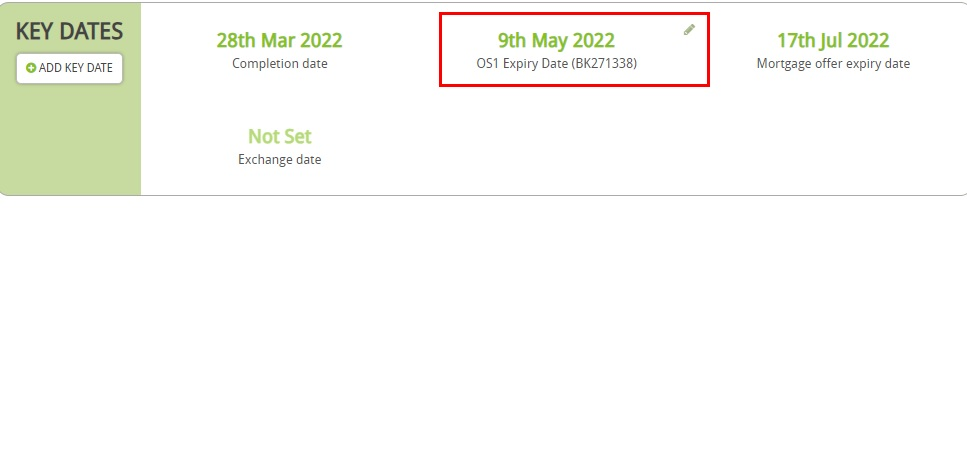 KEY DATES
ADD KEY DATE
28th Mar 2022
Completion date
9th May 2022
OS1 Expiry Date (BK271338)
17th Jul 2022
Mortgage offer expiry date
Not Set
Exchange date